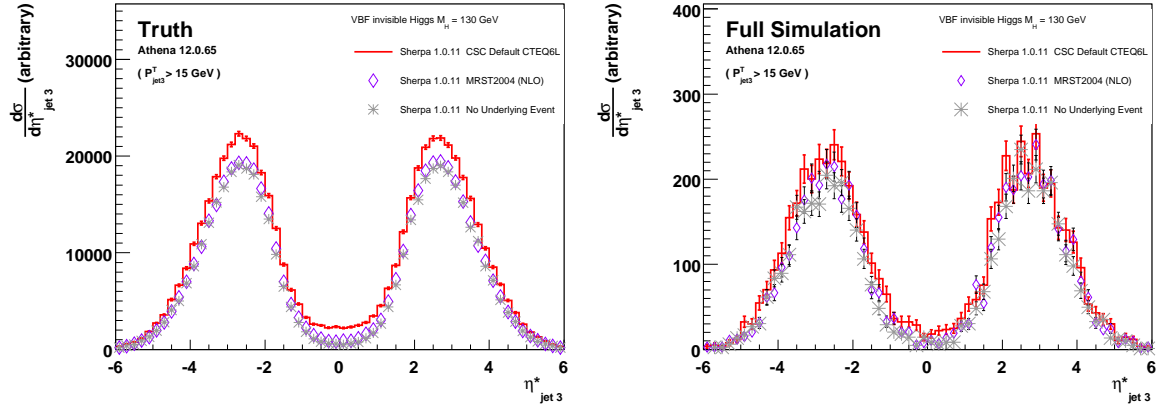 Truth
Athena 12.0.65
( P^T_jet3 > 15 GeV )
VBF invisible Higgs M_H = 130 GeV
Sherpa 1.0.11 CSC Default CTEQ6L
Sherpa 1.0.11 MRST2004 (NLO)
Sherpa 1.0.11 No Underlying Event
dσ/dη*_jet 3 (arbitrary)
30000
20000
10000
0
-6 -4 -2 0 2 4 6
η*_jet 3
Full Simulation
Athena 12.0.65
( P^T_jet3 > 15 GeV )
VBF invisible Higgs M_H = 130 GeV
Sherpa 1.0.11 CSC Default CTEQ6L
Sherpa 1.0.11 MRST2004 (NLO)
Sherpa 1.0.11 No Underlying Event
dσ/dη*_jet 3 (arbitrary)
400
300
200
100
0
-6 -4 -2 0 2 4 6
η*_jet 3